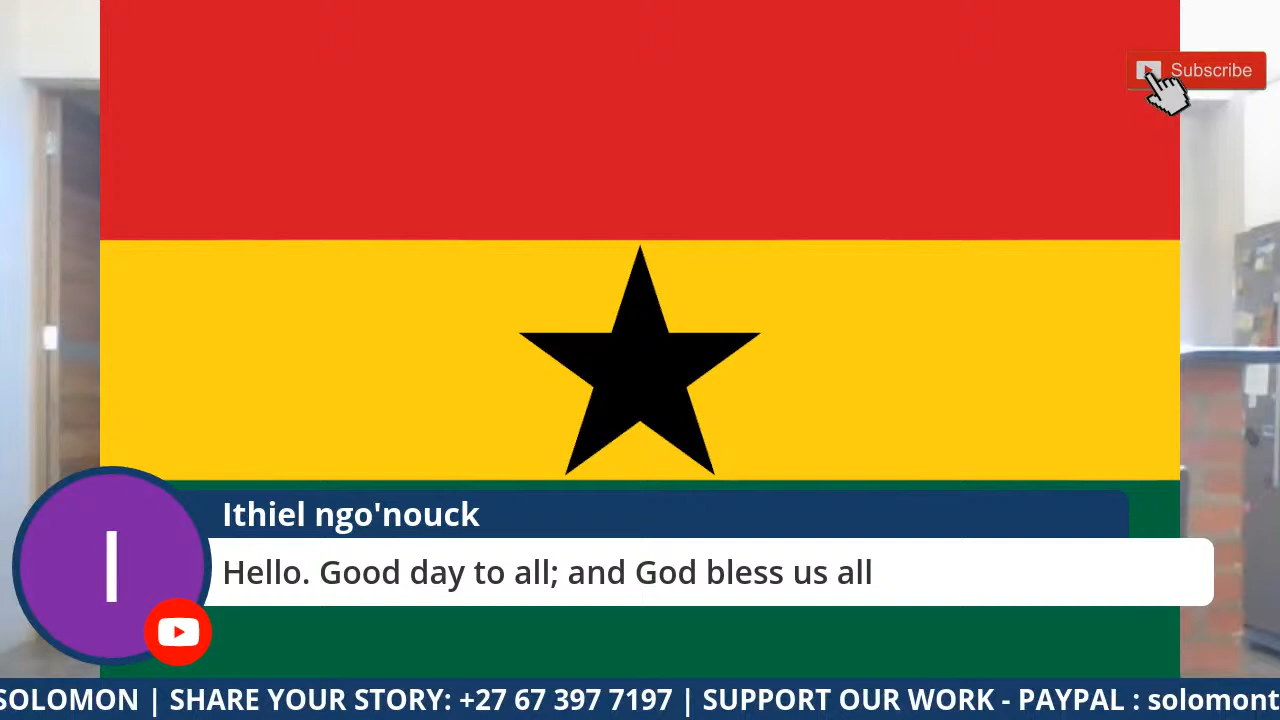 Subscribe
Ithiel ngo'nouck
I
Hello. Good day to all; and God bless us all
SOLOMON | SHARE YOUR STORY: +27 67 397 7197 | SUPPORT OUR WORK - PAYPAL : solomont